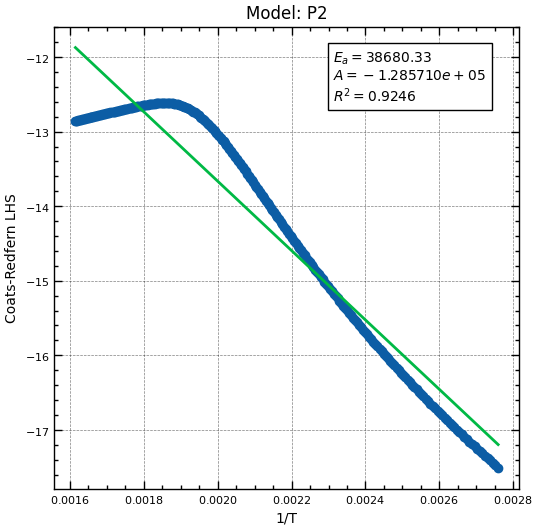 Model: P2
E_a = 38680.33
A = −1.285710e + 05
R² = 0.9246
Coats-Redfern LHS
−12
−13
−14
−15
−16
−17
0.0016 0.0018 0.0020 0.0022 0.0024 0.0026 0.0028
1/T